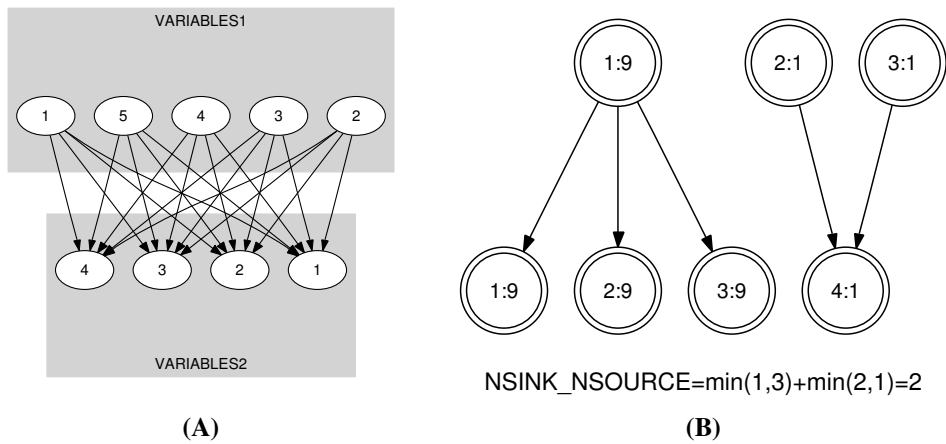 VARIABLES1
1 5 4 3 2
4 3 2 1
VARIABLES2
(A)
1:9 2:1 3:1
1:9 2:9 3:9 4:1
NSINK_NSOURCE=min(1,3)+min(2,1)=2
(B)